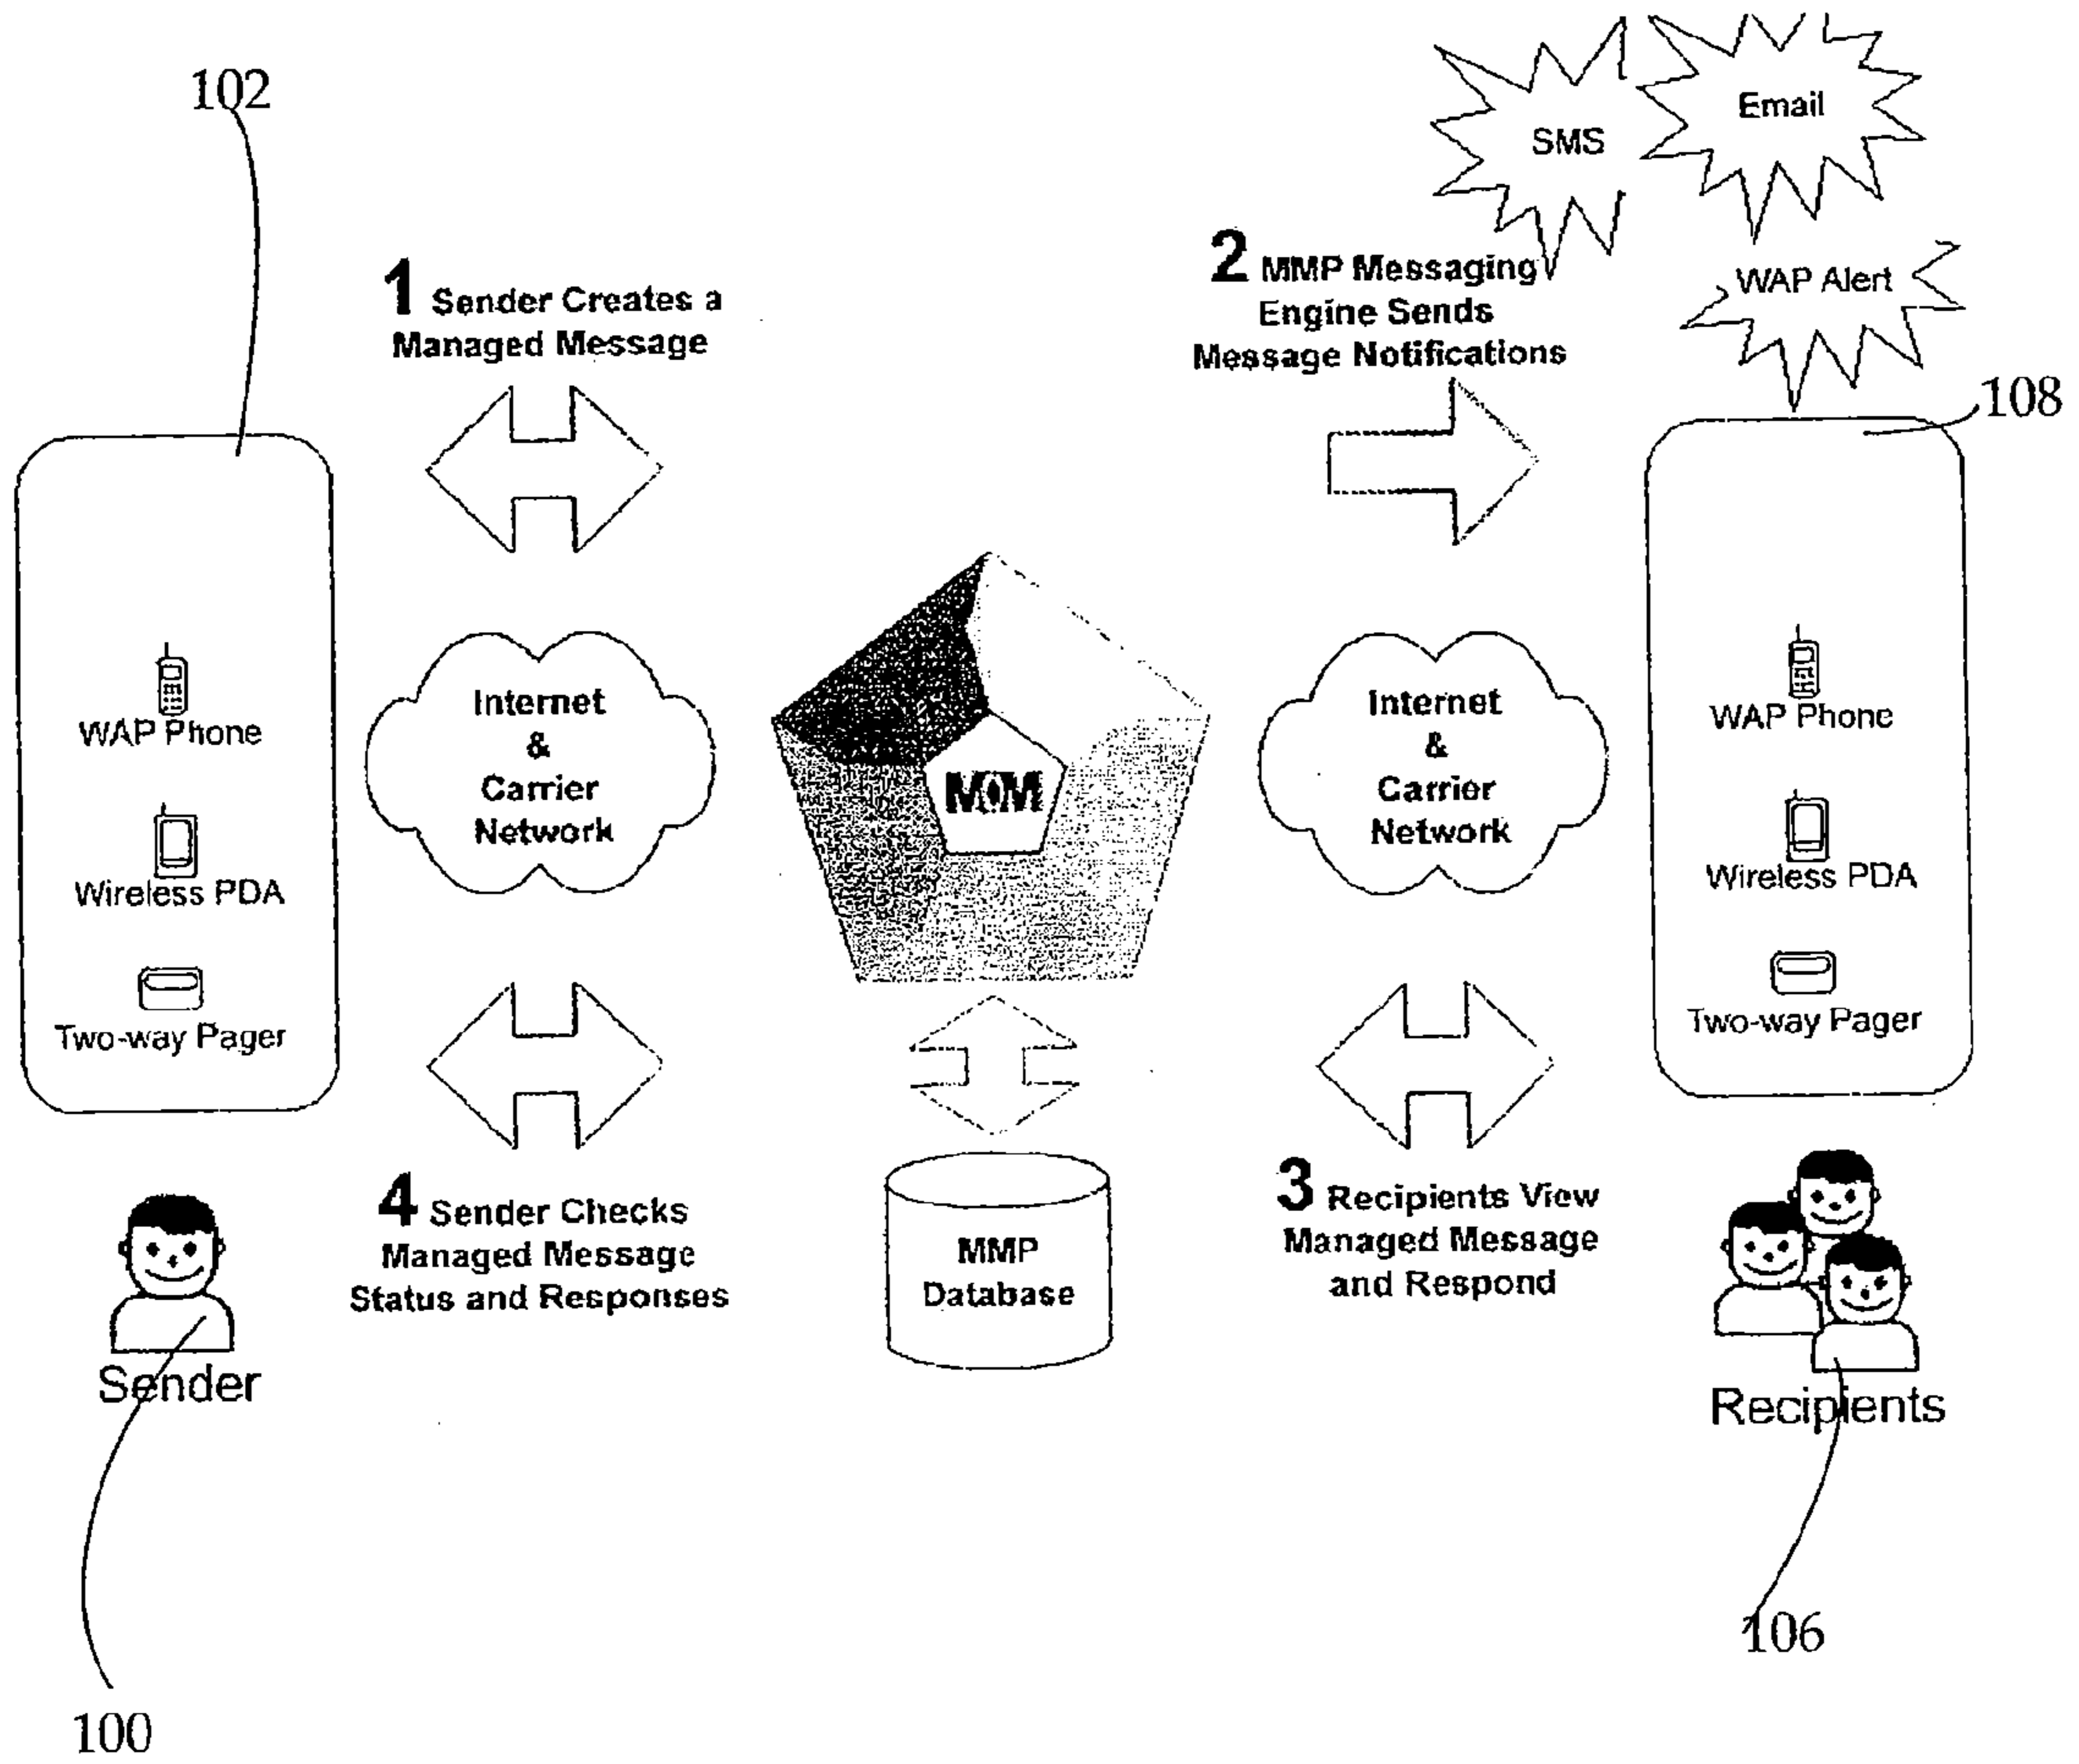 102
SMS
Email
WAP Alert
1 Sender Creates a
Managed Message
2 MMP Messaging
Engine Sends
Message Notifications
108
WAP Phone
Wireless PDA
Two-way Pager
Internet
&
Carrier
Network
Internet
&
Carrier
Network
WAP Phone
Wireless PDA
Two-way Pager
4 Sender Checks
Managed Message
Status and Responses
MMP
Database
3 Recipients View
Managed Message
and Respond
Sender
Recipients
106
100